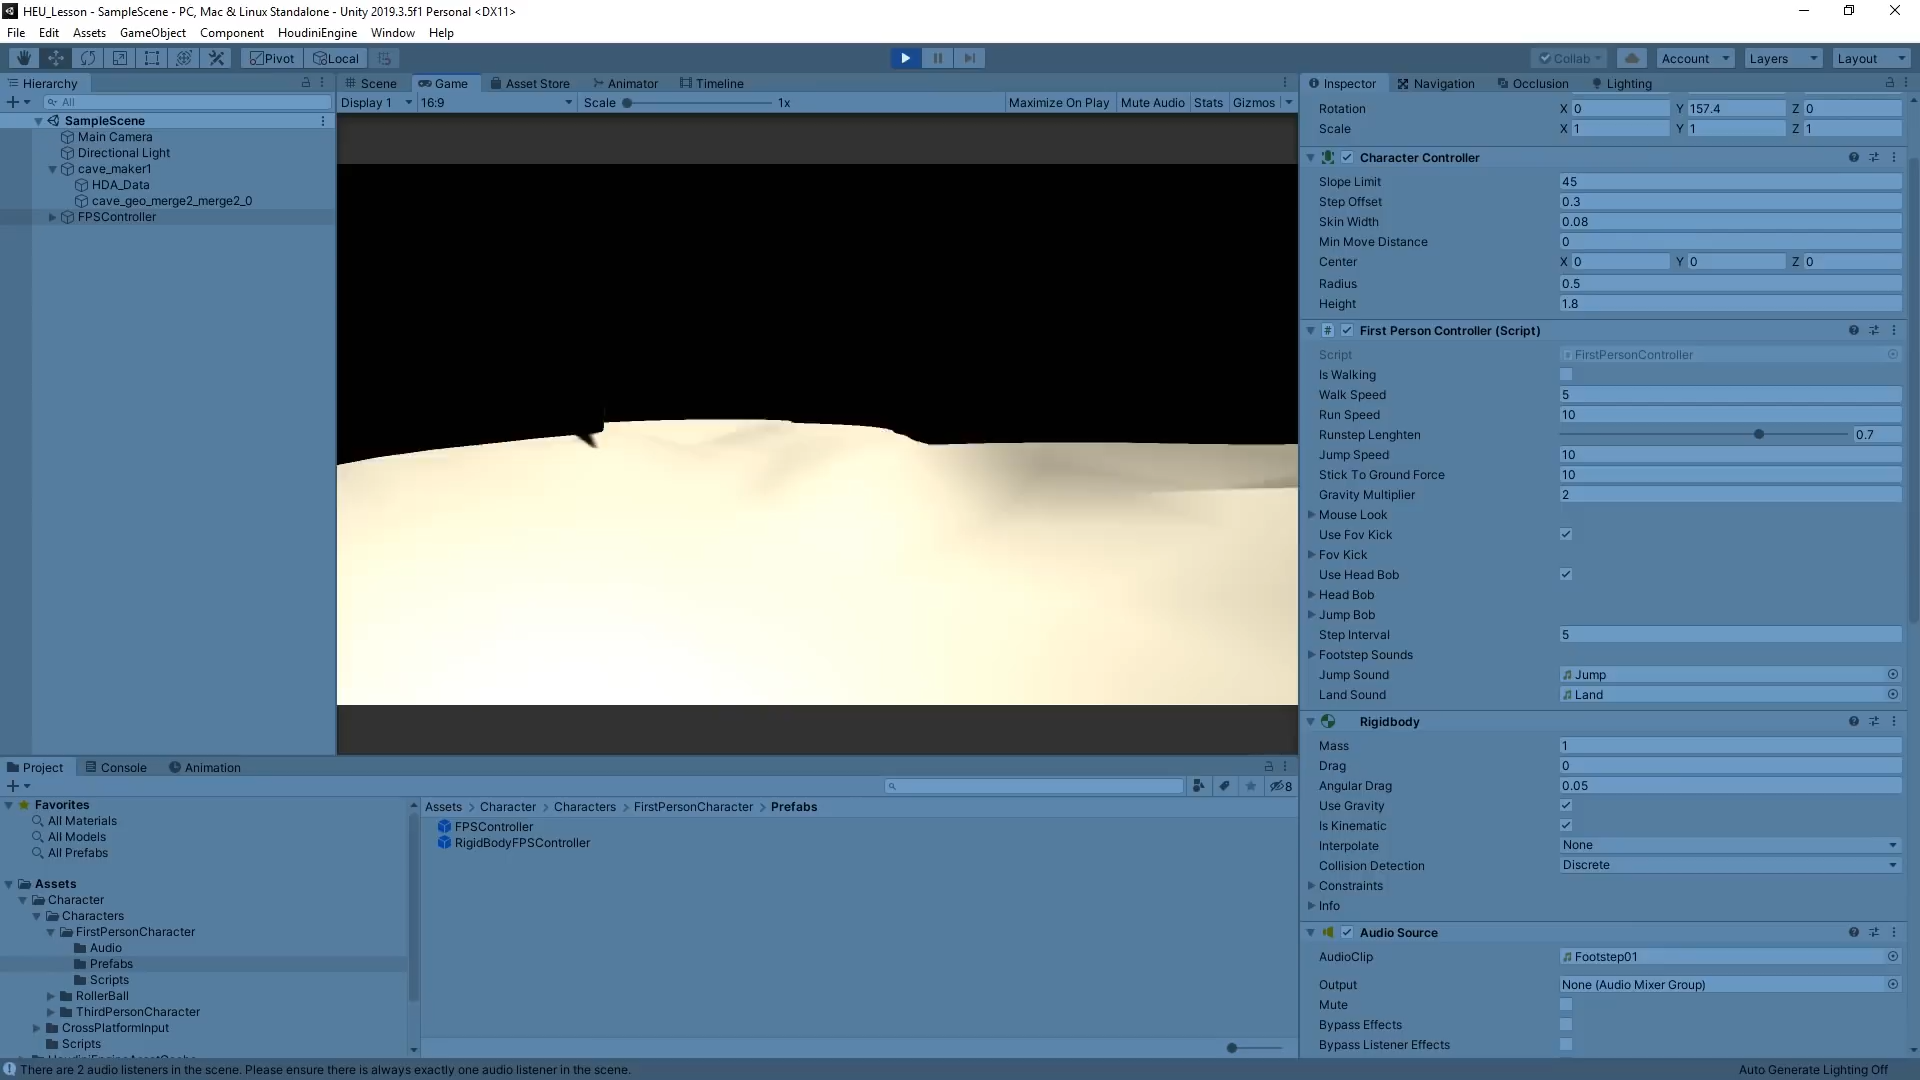 HEU_Lesson - SampleScene - PC, Mac & Linux Standalone - Unity 2019.3.5f1 Personal <DX11>
File Edit Assets GameObject Component HoudiniEngine Window Help
Pivot Local Collab Account Layers Layout
Hierarchy
All
SampleScene
Main Camera
Directional Light
cave_maker1
HDA_Data
cave_geo_merge2_merge2_0
FPSController
Scene Game Asset Store Animator Timeline
Display 1 16:9 Scale 1x Maximize On Play Mute Audio Stats Gizmos
Inspector Navigation Occlusion Lighting
Rotation X 0 Y 157.4 Z 0
Scale X 1 Y 1 Z 1
Character Controller
Slope Limit 45
Step Offset 0.3
Skin Width 0.08
Min Move Distance 0
Center X 0 Y 0 Z 0
Radius 0.5
Height 1.8
# First Person Controller (Script)
Script FirstPersonController
Is Walking
Walk Speed 5
Run Speed 10
Runstep Lenghten 0.7
Jump Speed 10
Stick To Ground Force 10
Gravity Multiplier 2
Mouse Look
Use Fov Kick
Fov Kick
Use Head Bob
Head Bob
Jump Bob
Step Interval 5
Footstep Sounds
Jump Sound Jump
Land Sound Land
Rigidbody
Mass 1
Drag 0
Angular Drag 0.05
Use Gravity
Is Kinematic
Interpolate None
Collision Detection Discrete
Constraints
Info
Audio Source
AudioClip Footstep01
Output None (Audio Mixer Group)
Mute
Bypass Effects
Bypass Listener Effects
Project Console Animation
8
Favorites
All Materials
All Models
All Prefabs
Assets
Character
Characters
FirstPersonCharacter
Audio
Prefabs
Scripts
RollerBall
ThirdPersonCharacter
CrossPlatformInput
Scripts
Assets > Character > Characters > FirstPersonCharacter > Prefabs
FPSController
RigidBodyFPSController
There are 2 audio listeners in the scene. Please ensure there is always exactly one audio listener in the scene.
Auto Generate Lighting Off